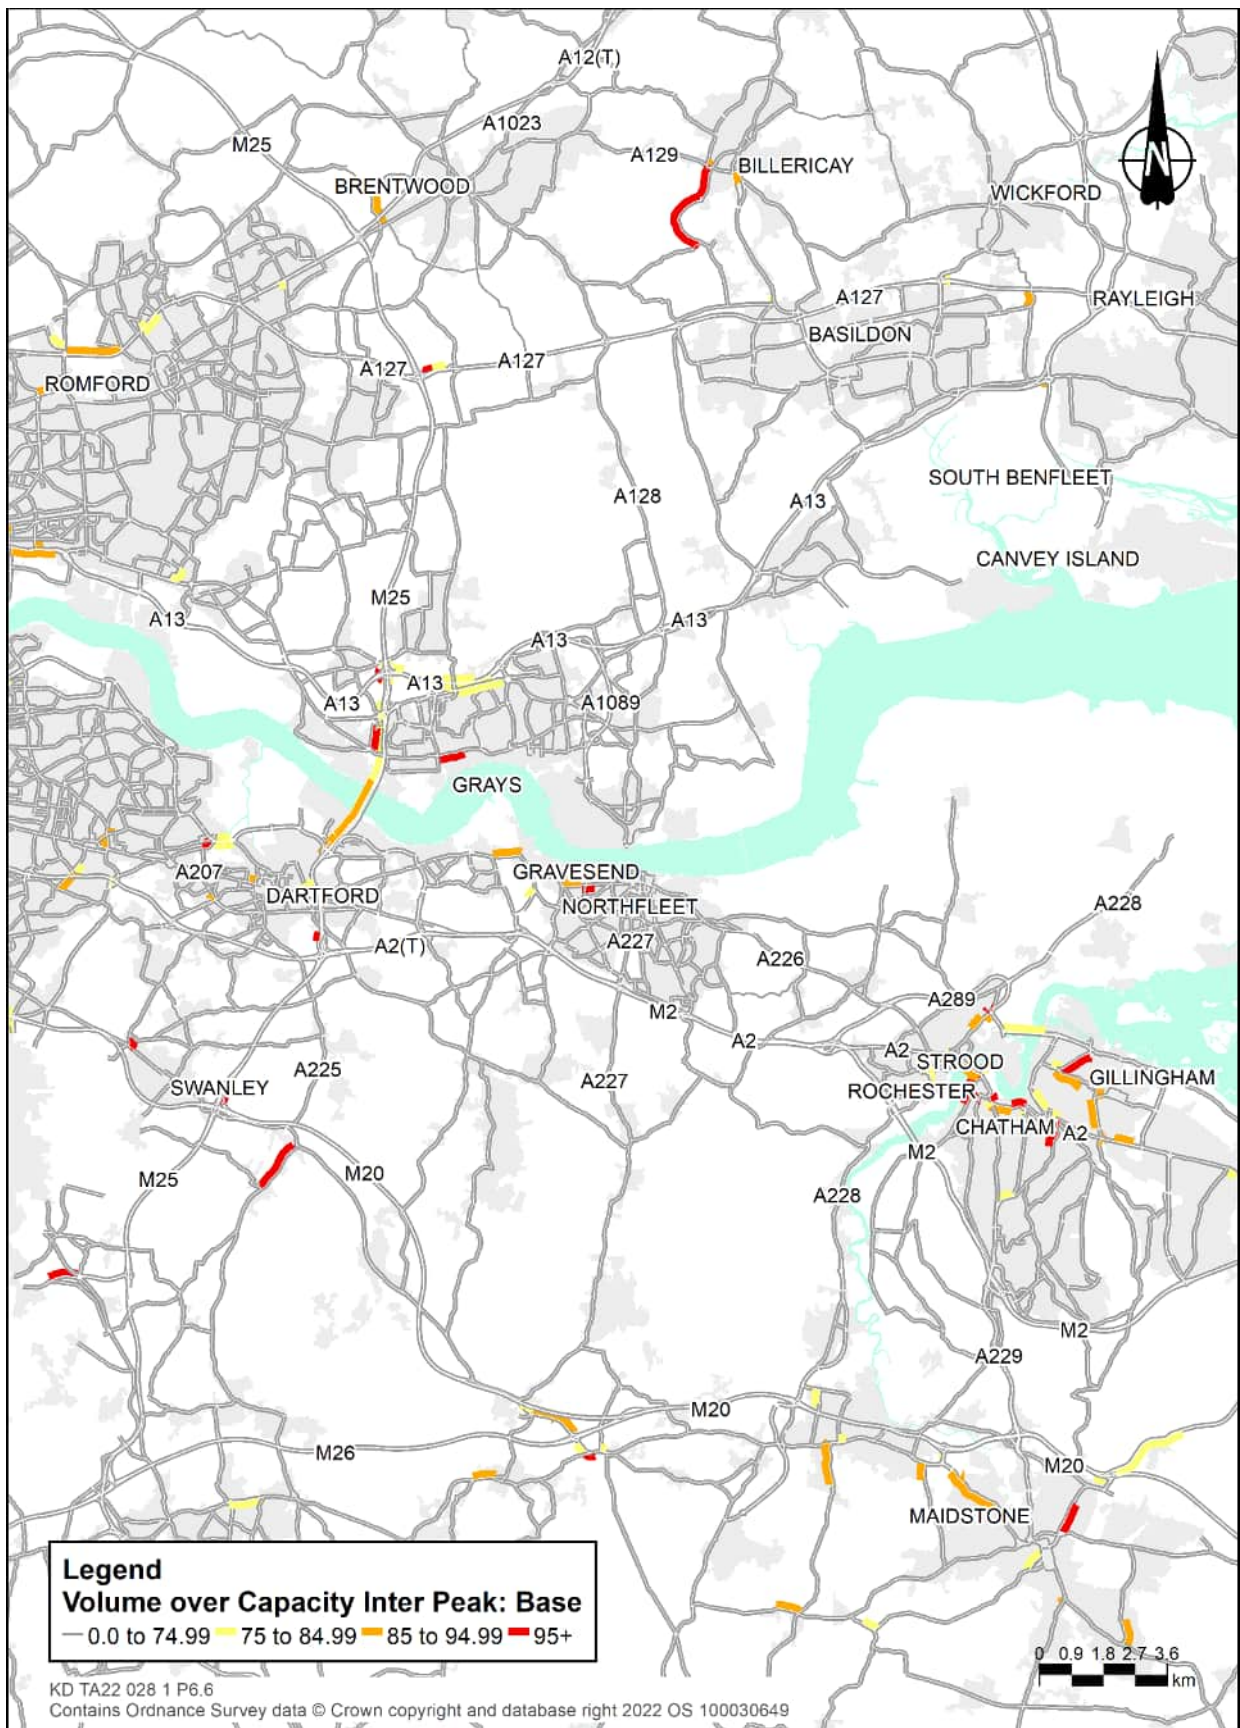 A12(T)
A1023
M25
A129
BILLERICAY
BRENTWOOD
WICKFORD
N
A127
RAYLEIGH
BASILDON
A127
A127
ROMFORD
SOUTH BENFLEET
A128
A13
CANVEY ISLAND
M25
A13
A13
A13
A13
A13
A1089
GRAYS
A207
GRAVESEND
DARTFORD
NORTHFLEET
A228
A2(T)
A227
A226
A289
M2
A2
A2
STROOD
A225
SWANLEY
A227
ROCHESTER
GILLINGHAM
CHATHAM
A2
M2
M25
M20
A228
M2
A229
M20
M26
M20
MAIDSTONE
Legend
Volume over Capacity Inter Peak: Base
0.0 to 74.99 75 to 84.99 85 to 94.99 95+
0 0.9 1.8 2.7 3.6
km
KD TA22 028 1 P6.6
Contains Ordnance Survey data © Crown copyright and database right 2022 OS 100030649